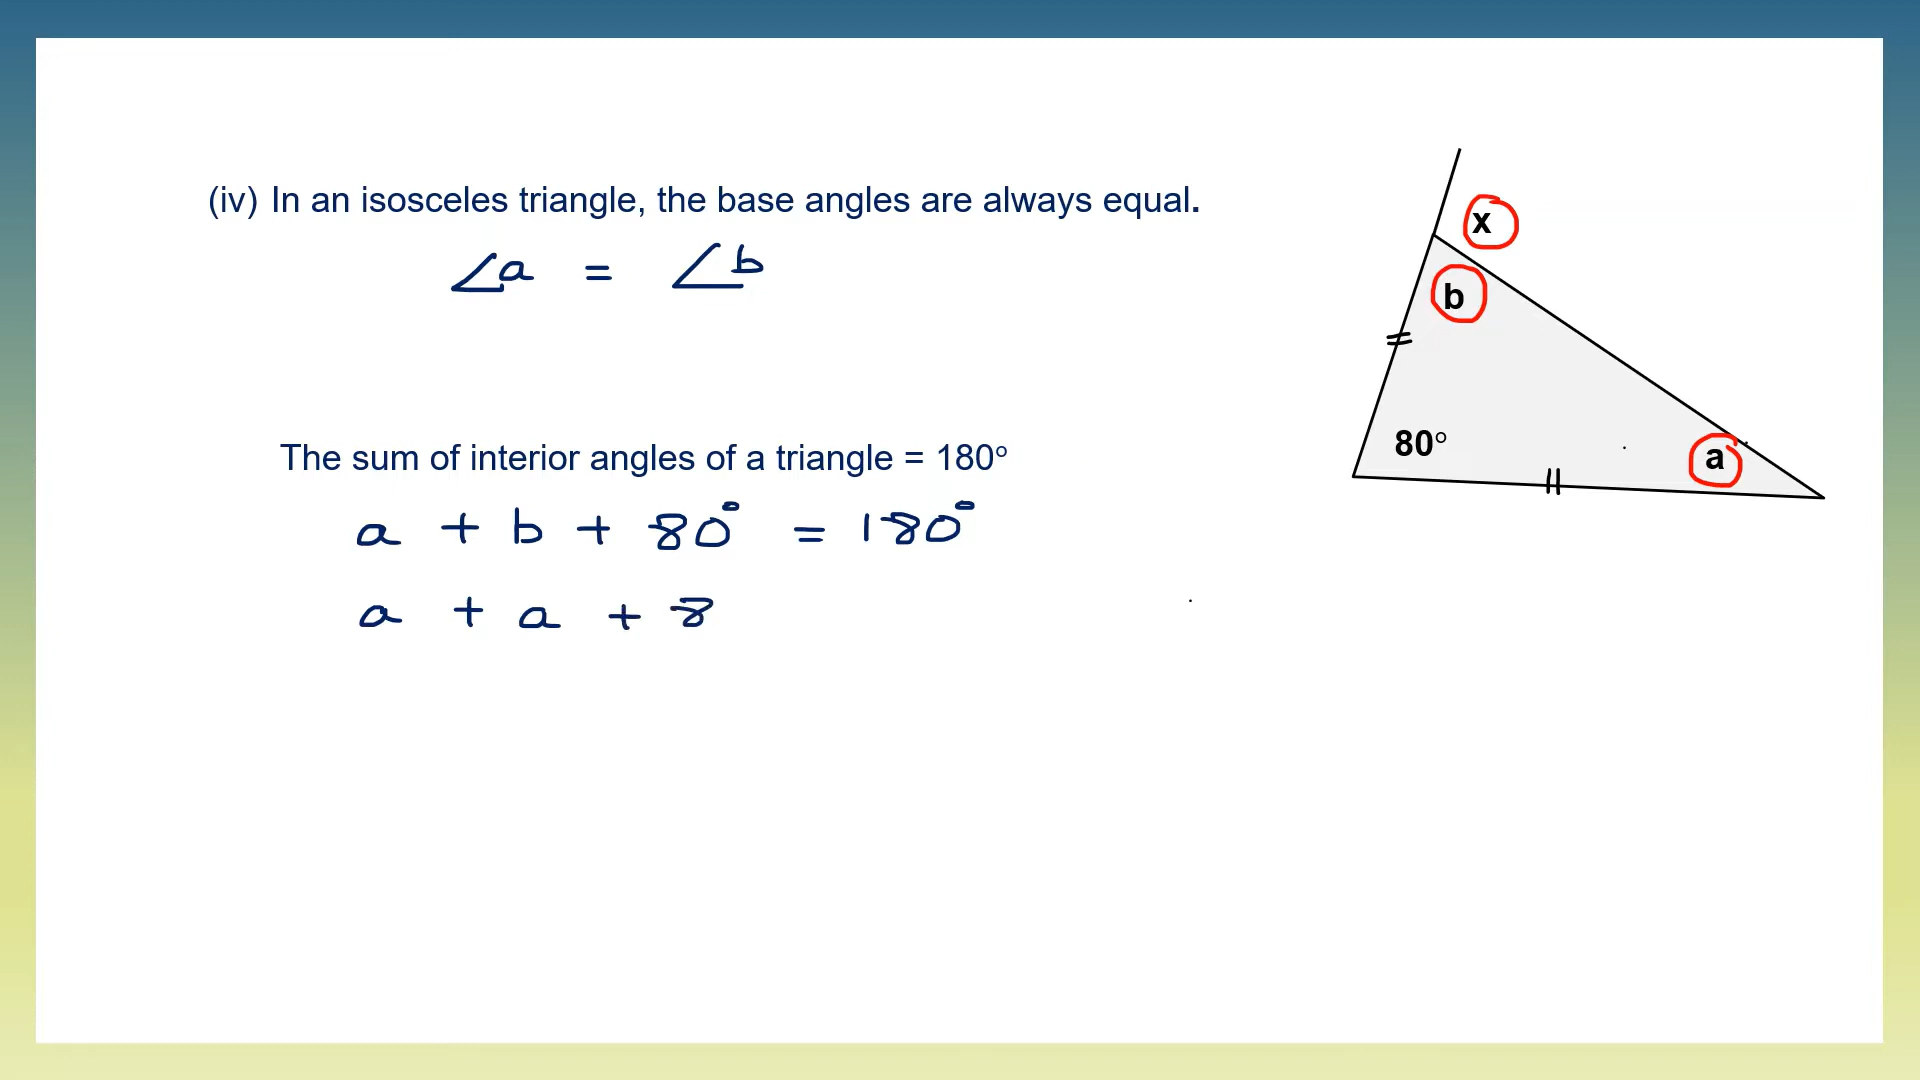 (iv) In an isosceles triangle, the base angles are always equal.
∠a = ∠b
The sum of interior angles of a triangle = 180°
a + b + 80° = 180°
a + a + 8
x
b
80°
a